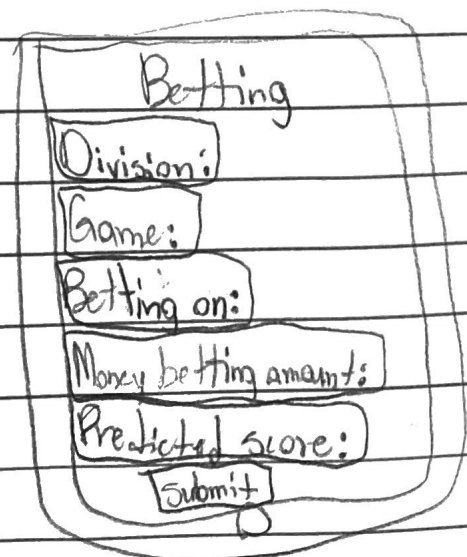 Betting
Division:
Game:
Betting on:
Money betting amount:
Predicted score:
Submit